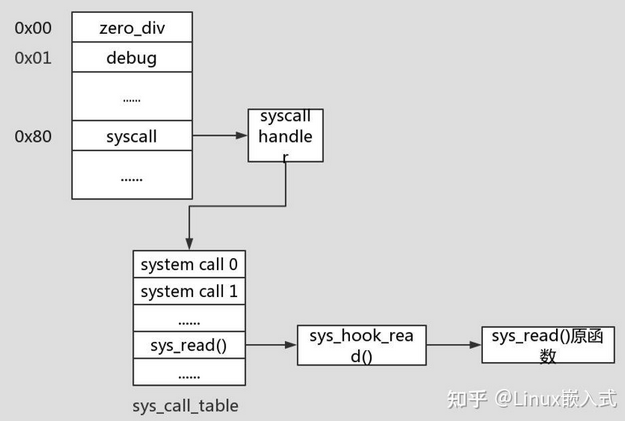 0x00 zero_div
0x01 debug
......
0x80 syscall
......
syscall
handle
r
system call 0
system call 1
......
sys_read()
......
sys_call_table
sys_hook_rea
d()
sys_read()原函
数
知乎 @Linux嵌入式